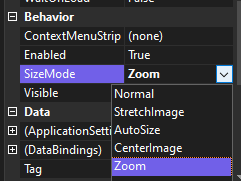 WaitOnLoad False
Behavior
ContextMenuStrip (none)
Enabled True
SizeMode Zoom
Visible
Normal
StretchImage
AutoSize
CenterImage
Zoom
Data
(ApplicationSetti
(DataBindings)
Tag